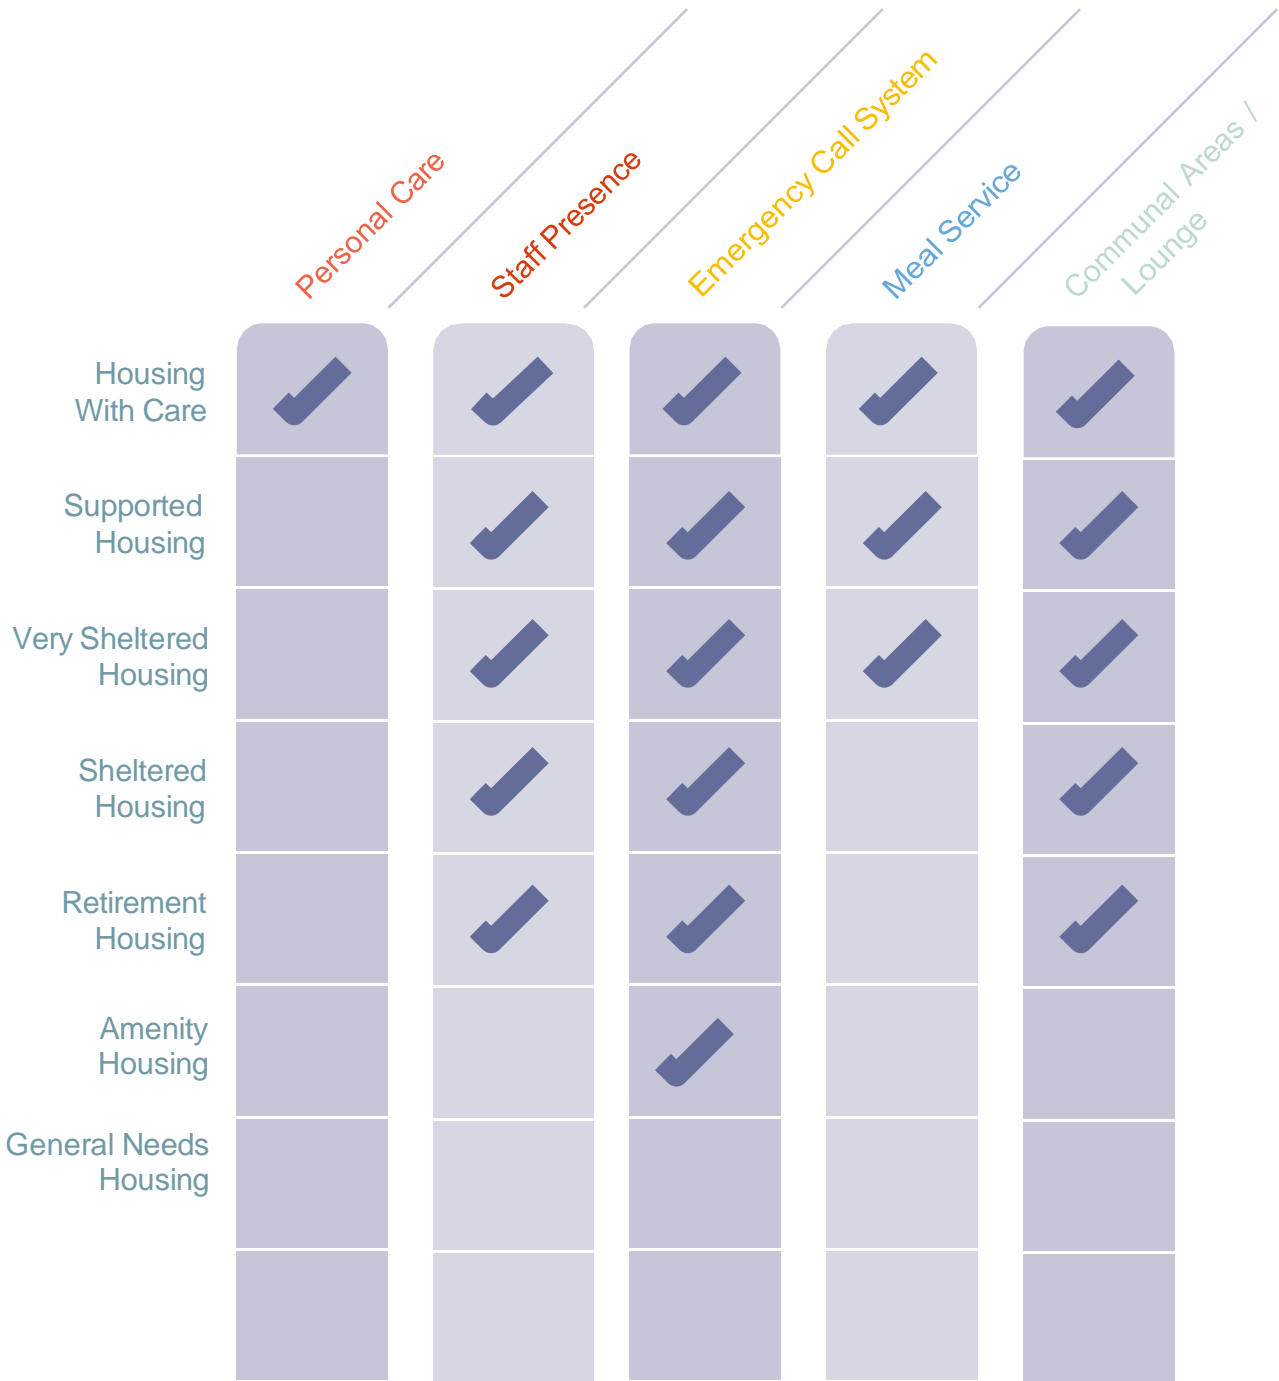 Personal Care
Staff Presence
Emergency Call System
Meal Service
Communal Areas /
Lounge
Housing
With Care
Supported
Housing
Very Sheltered
Housing
Sheltered
Housing
Retirement
Housing
Amenity
Housing
General Needs
Housing